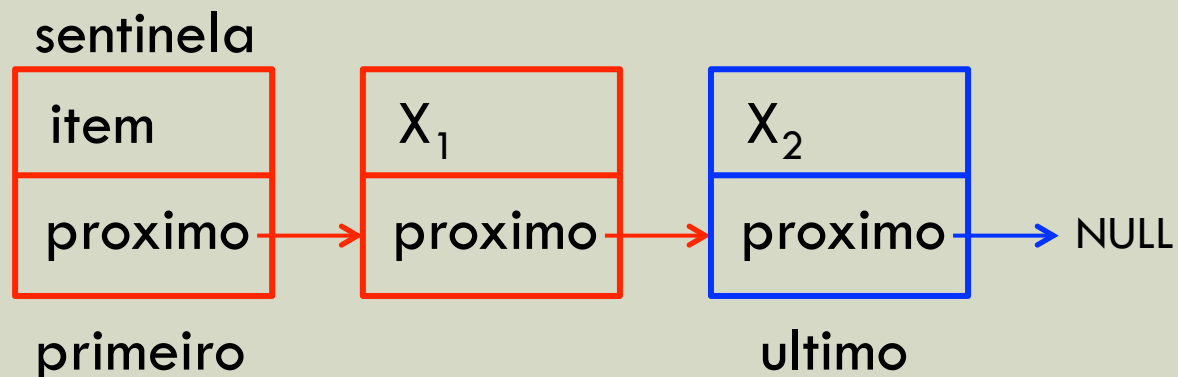 sentinela
item X₁ X₂
proximo proximo proximo NULL
primeiro ultimo